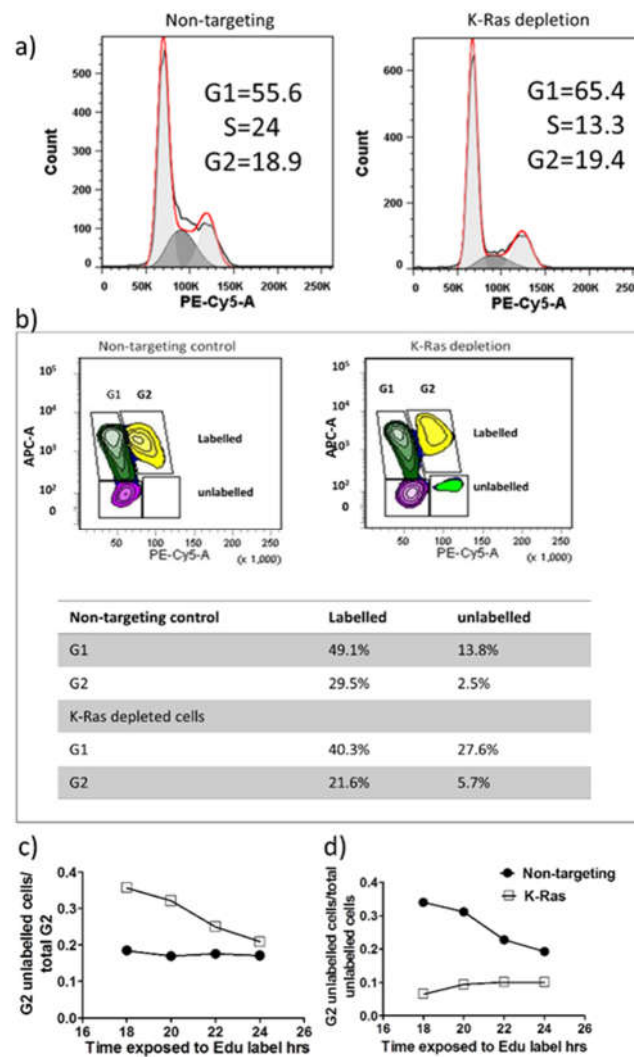 a)
Non-targeting
K-Ras depletion
G1=55.6
S=24
G2=18.9
G1=65.4
S=13.3
G2=19.4
Count
500
400
300
200
100
0
Count
600
400
200
0
0 50K 100K 150K 200K 250K
0 50K 100K 150K 200K 250K
PE-Cy5-A
PE-Cy5-A
b)
Non-targeting control
K-Ras depletion
G1 G2
Labelled
unlabelled
G1 G2
Labelled
unlabelled
APC-A
10⁵
10⁴
10³
10²
0
APC-A
10⁵
10⁴
10³
10²
0
50 100 150 200 250
PE-Cy5-A
(x 1,000)
50 100 150 200 250
PE-Cy5-A
(x 1,000)
Non-targeting control Labelled unlabelled
G1 49.1% 13.8%
G2 29.5% 2.5%
K-Ras depleted cells
G1 40.3% 27.6%
G2 21.6% 5.7%
c)
G2 unlabelled cells/
total G2
0.4
0.3
0.2
0.1
0.0
16 18 20 22 24 26
Time exposed to Edu label hrs
d)
G2 unlabelled cells/total
unlabelled cells
0.4
0.3
0.2
0.1
0.0
16 18 20 22 24 26
Time exposed to Edu label hrs
Non-targeting
K-Ras